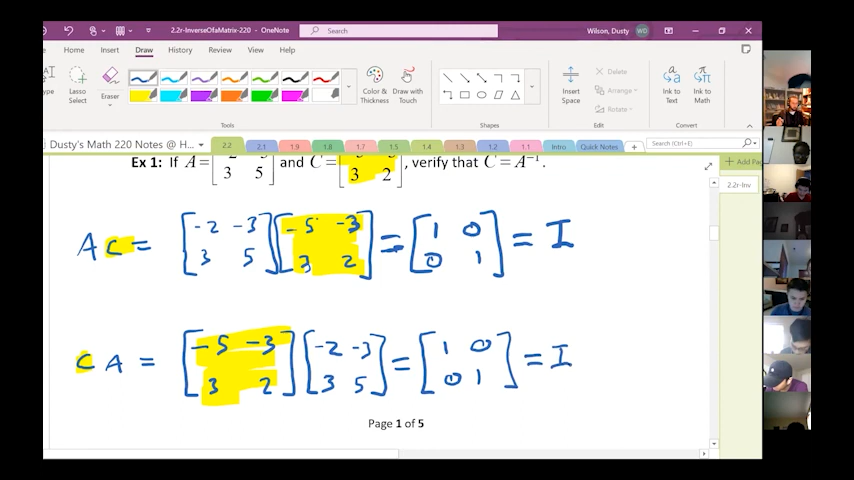 2.2r-InverseOfaMatrix-220 - OneNote
Search
Wilson, Dusty WD
Home Insert Draw History Review View Help
Type
Lasso Select
Eraser
Color & Thickness
Draw with Touch
Insert Space
Delete
Arrange
Rotate
Ink to Text
Ink to Math
Tools Shapes Edit Convert
Dusty's Math 220 Notes @ H... 2.2 2.1 1.9 1.8 1.7 1.5 1.4 1.3 1.2 1.1 Intro Quick Notes + Search (Ctrl+E)
Ex 1: If A = [ 3 5 ] and C = [ 3 2 ], verify that C = A⁻¹.
Add Pag
2.2r-Inv
A C = [ -2 -3 ] [ -5 -3 ] = [ 1 0 ] = I
[ 3 5 ] [ 3 2 ] [ 0 1 ]
C A = [ -5 -3 ] [ -2 -3 ] = [ 1 0 ] = I
[ 3 2 ] [ 3 5 ] [ 0 1 ]
Page 1 of 5